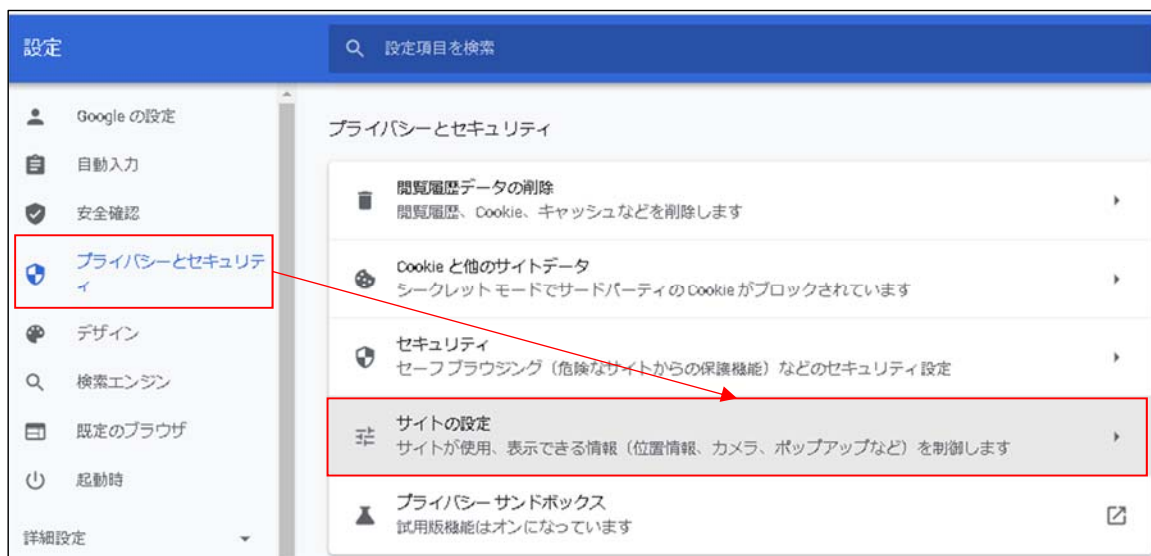 設定
設定項目を検索
Google の設定
自動入力
安全確認
プライバシーとセキュリテ
ィ
デザイン
検索エンジン
既定のブラウザ
起動時
詳細設定
プライバシーとセキュリティ
閲覧履歴データの削除
閲覧履歴、Cookie、キャッシュなどを削除します
Cookie と他のサイトデータ
シークレット モードでサードパーティの Cookie がブロックされています
セキュリティ
セーフ ブラウジング（危険なサイトからの保護機能）などのセキュリティ設定
サイトの設定
サイトが使用、表示できる情報（位置情報、カメラ、ポップアップなど）を制御します
プライバシー サンドボックス
試用版機能はオンになっています